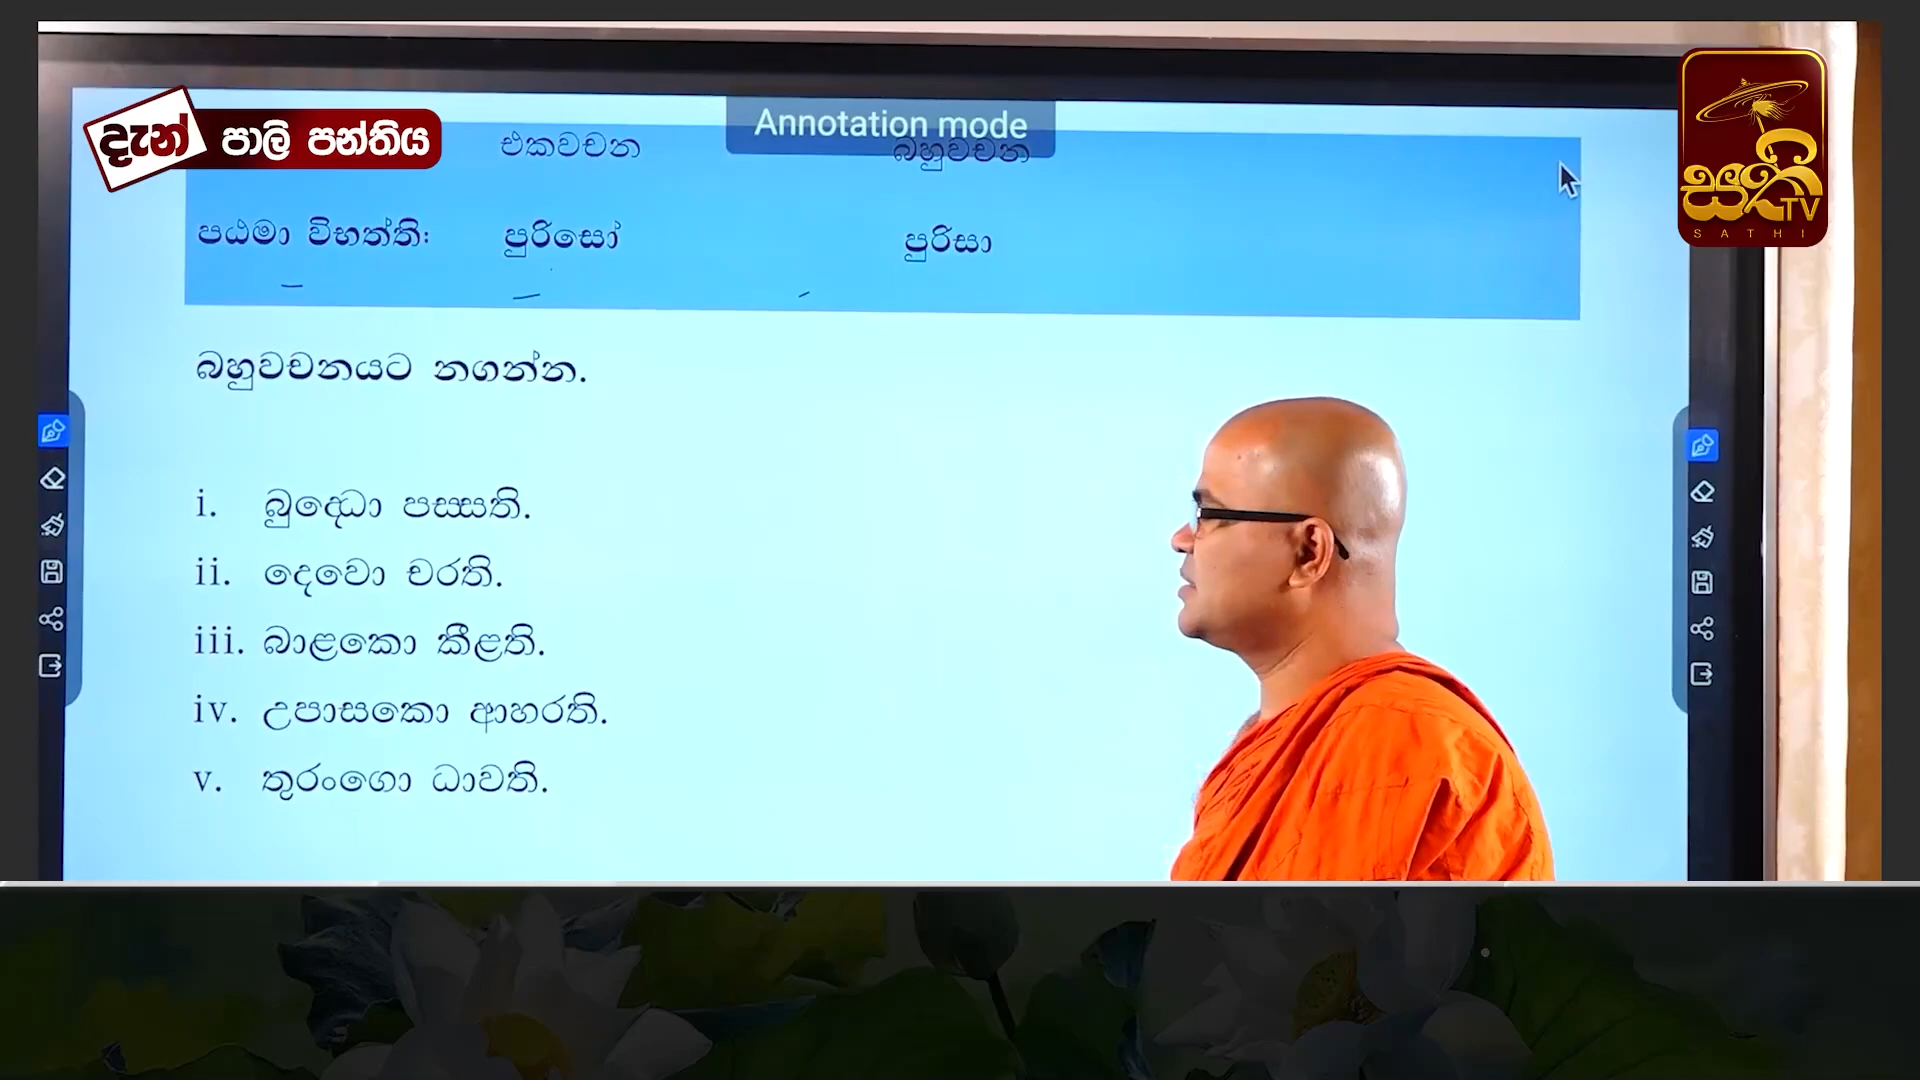 Annotation mode
දැන් පාලි පන්තිය
එකවචන බහුවචන
පඨමා විභත්ති: පුරිසෝ පුරිසා
බහුවචනයට නගන්න.
i. බුද්ධො පස්සති.
ii. දෙවො චරති.
iii. බාළකො කීළති.
iv. උපාසකො ආහරති.
v. තුරංගො ධාවති.
සති TV
SATHI